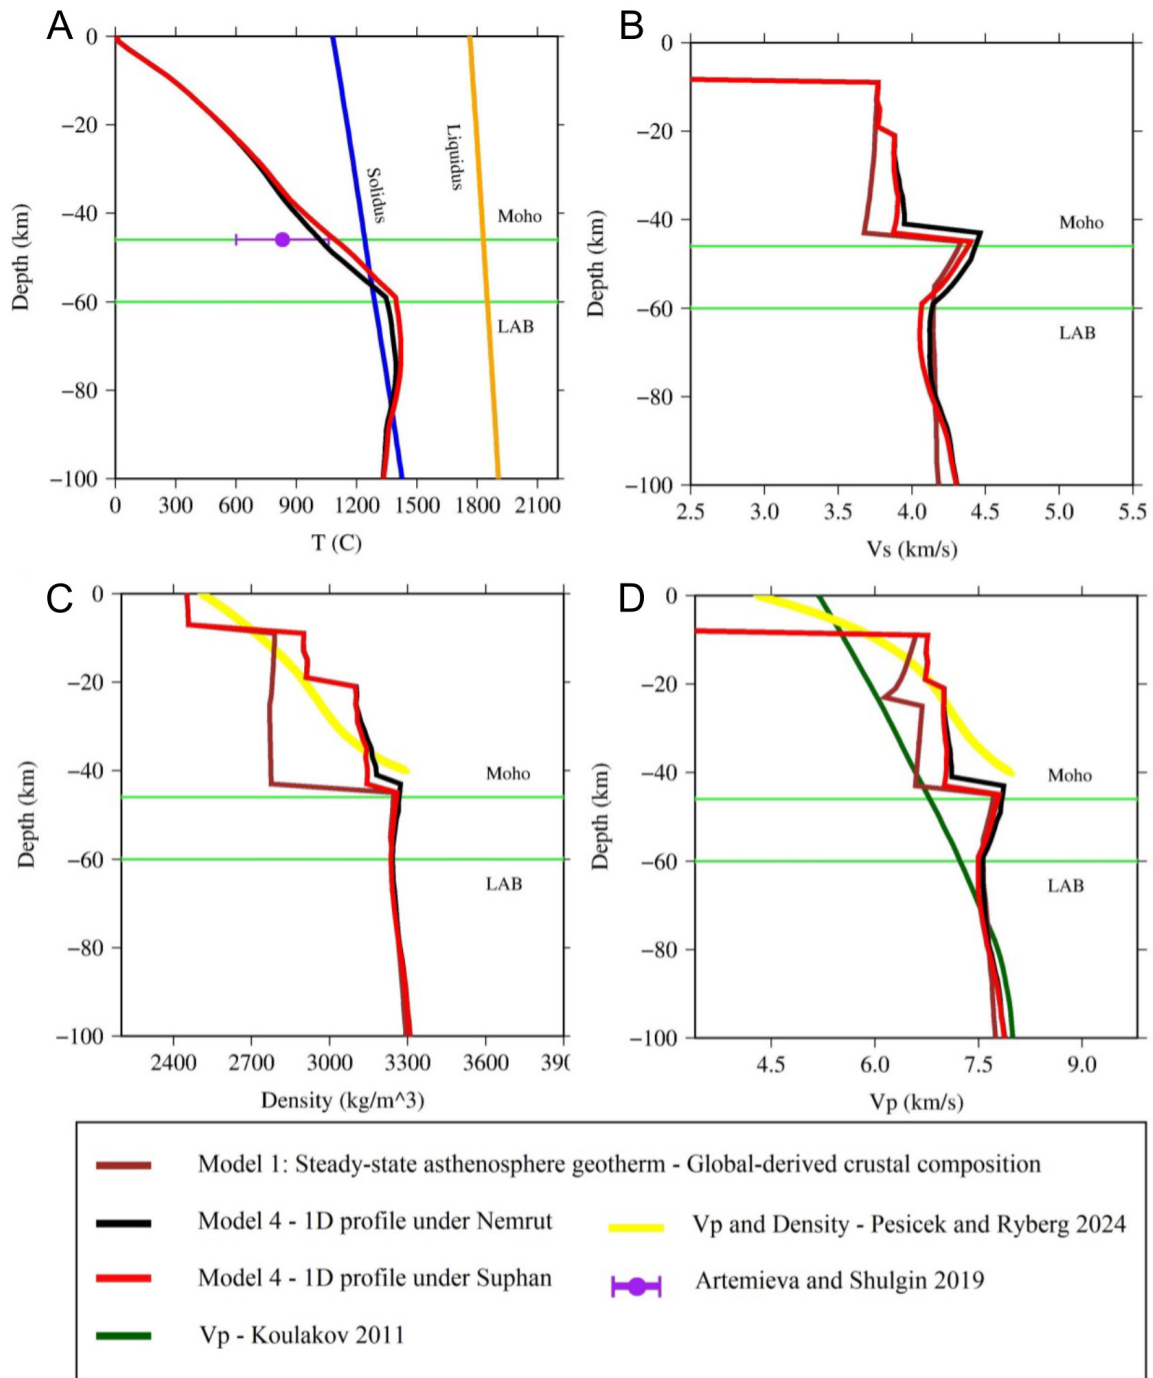 A
0
−20
−40
−60
−80
−100
Depth (km)
Solidus
Liquidus
Moho
LAB
0 300 600 900 1200 1500 1800 2100
T (C)
B
0
−20
−40
−60
−80
−100
Depth (km)
Moho
LAB
2.5 3.0 3.5 4.0 4.5 5.0 5.5
Vs (km/s)
C
0
−20
−40
−60
−80
−100
Depth (km)
Moho
LAB
2400 2700 3000 3300 3600 390
Density (kg/m^3)
D
0
−20
−40
−60
−80
−100
Depth (km)
Moho
LAB
4.5 6.0 7.5 9.0
Vp (km/s)
Model 1: Steady-state asthenosphere geotherm - Global-derived crustal composition
Model 4 - 1D profile under Nemrut
Vp and Density - Pesicek and Ryberg 2024
Model 4 - 1D profile under Suphan
Artemieva and Shulgin 2019
Vp - Koulakov 2011